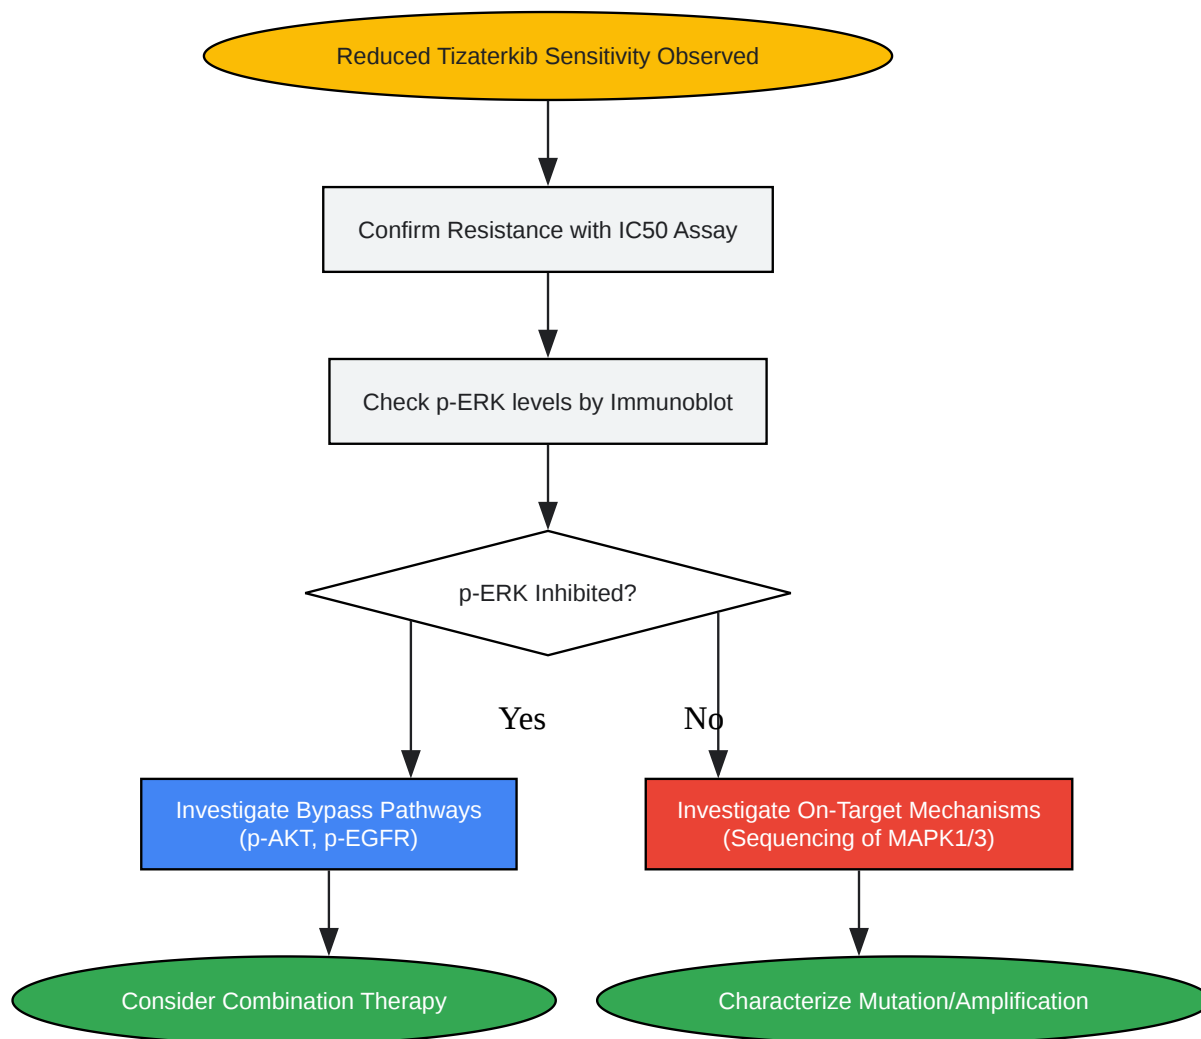 Reduced Tizaterkib Sensitivity Observed
Confirm Resistance with IC50 Assay
Check p-ERK levels by Immunoblot
p-ERK Inhibited?
Yes
No
Investigate Bypass Pathways
(p-AKT, p-EGFR)
Investigate On-Target Mechanisms
(Sequencing of MAPK1/3)
Consider Combination Therapy
Characterize Mutation/Amplification